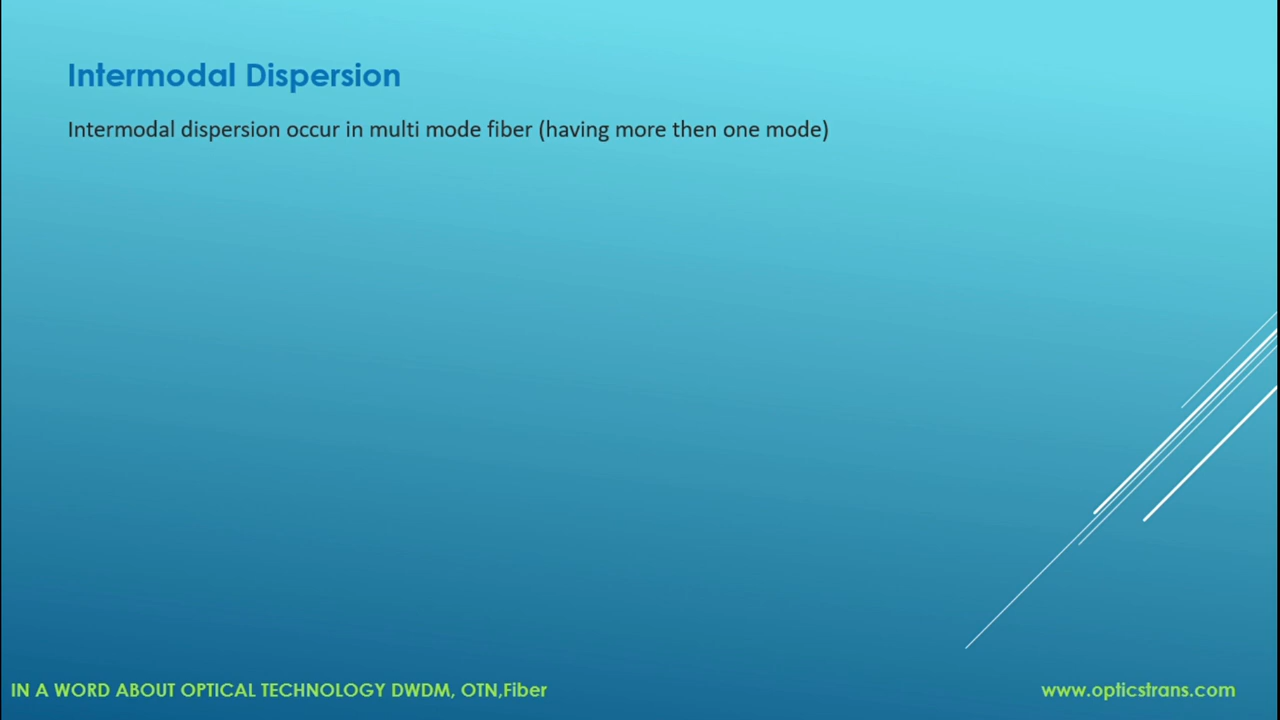 Intermodal Dispersion
Intermodal dispersion occur in multi mode fiber (having more then one mode)
IN A WORD ABOUT OPTICAL TECHNOLOGY DWDM, OTN,Fiber
www.opticstrans.com